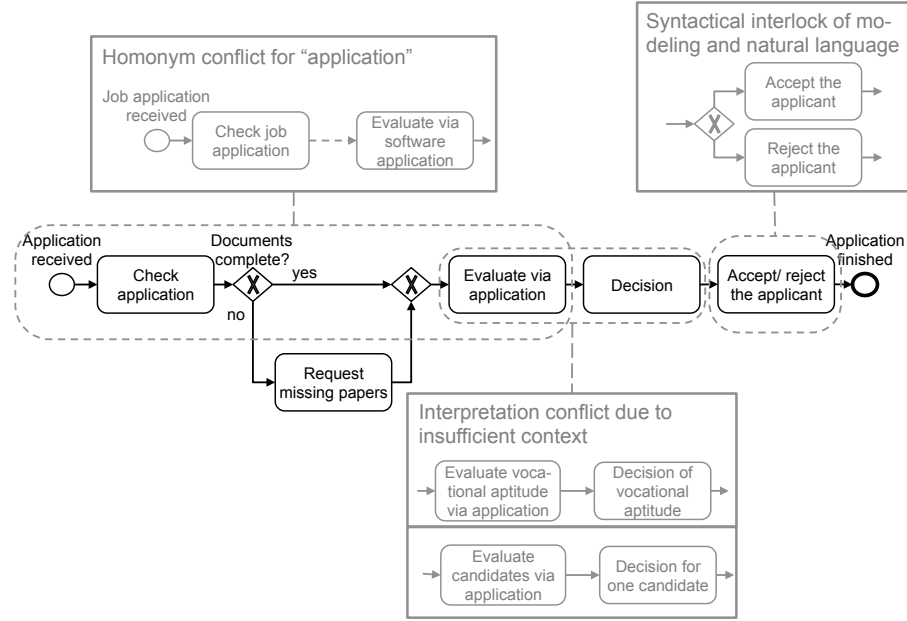 Homonym conflict for “application”
Job application
received
Check job
application
Evaluate via
software
application
Syntactical interlock of mo-
deling and natural language
Accept the
applicant
X
Reject the
applicant
Application
received
Check
application
Documents
complete?
X
yes
no
Request
missing papers
X
Evaluate via
application
Decision
Accept/ reject
the applicant
Application
finished
Interpretation conflict due to
insufficient context
Evaluate voca-
tional aptitude
via application
Decision of
vocational
aptitude
Evaluate
candidates via
application
Decision for
one candidate